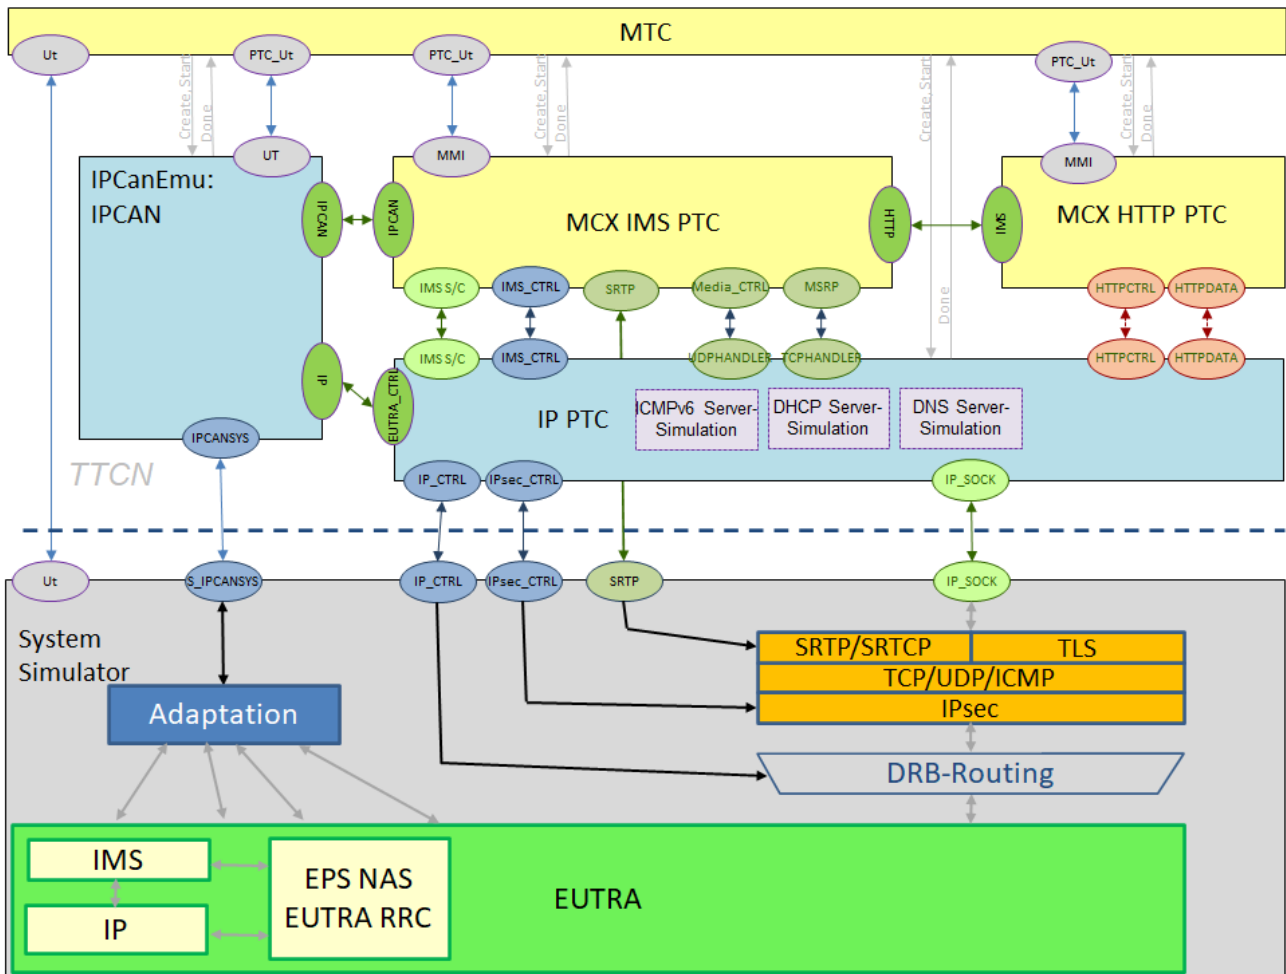 MTC
Ut
PTC_Ut
PTC_Ut
PTC_Ut
Create, Start
Done
Create, Start
Done
Create, Start
Done
Create, Start
Done
UT
MMI
MMI
IPCanEmu:
IPCAN
IPCAN
IPCAN
MCX IMS PTC
HTTP
SMI
MCX HTTP PTC
IMS S/C
IMS_CTRL
SRTP
Media_CTRL
MSRP
HTTPCTRL
HTTPDATA
IMS S/C
IMS_CTRL
UDPHANDLER
TCPHANDLER
HTTPCTRL
HTTPDATA
IP
EUTRA_CTRL
IP PTC
ICMPv6 Server-
Simulation
DHCP Server-
Simulation
DNS Server-
Simulation
IPCANSYS
TTCN
IP_CTRL
IPsec_CTRL
IP_SOCK
Ut
S_IPCANSYS
IP_CTRL
IPsec_CTRL
SRTP
IP_SOCK
System
Simulator
SRTP/SRTCP
TLS
TCP/UDP/ICMP
IPsec
Adaptation
DRB-Routing
IMS
IP
EPS NAS
EUTRA RRC
EUTRA